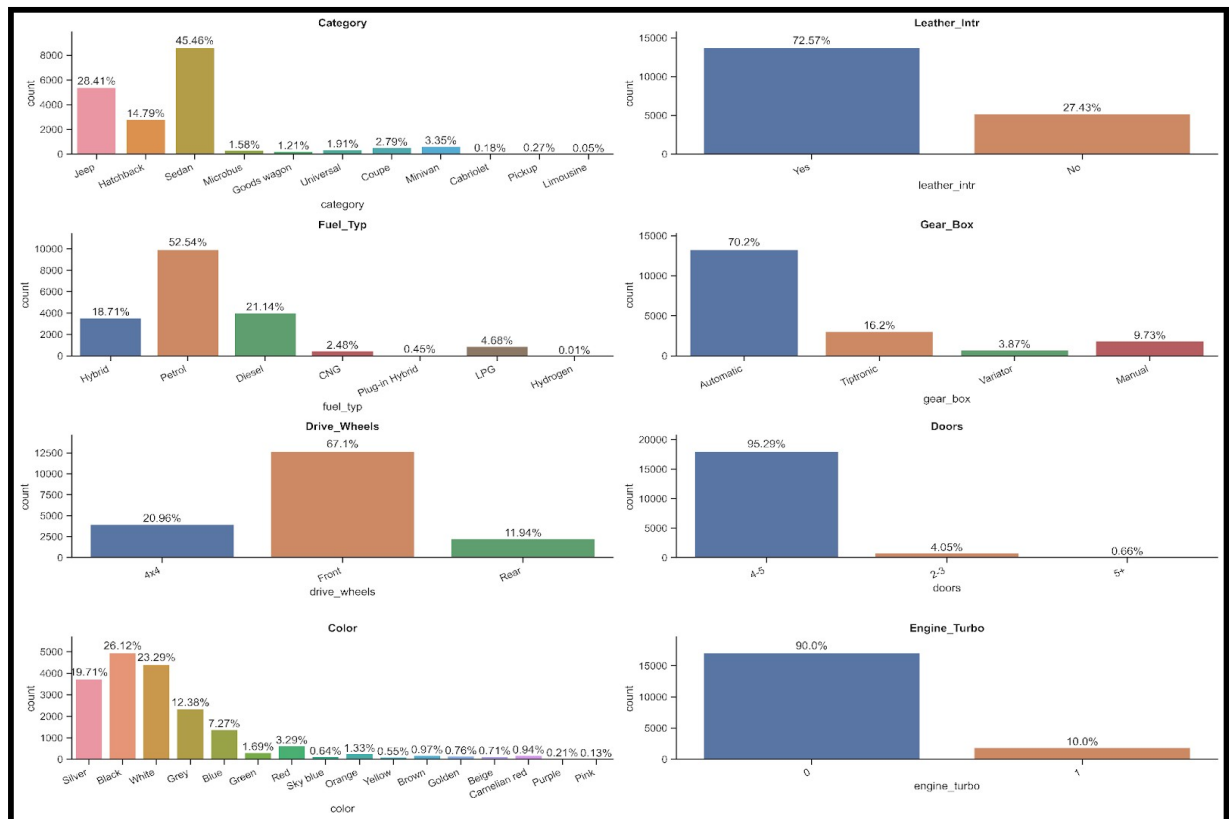 Category
count
8000
6000
4000
2000
0
28.41%
14.79%
45.46%
1.58%
1.21%
1.91%
2.79%
3.35%
0.18%
0.27%
0.05%
Jeep
Hatchback
Sedan
Microbus
Goods wagon
Universal
Coupe
Minivan
Cabriolet
Pickup
Limousine
category
Leather_Intr
count
15000
10000
5000
0
72.57%
27.43%
Yes
No
leather_intr
Fuel_Typ
count
10000
8000
6000
4000
2000
0
18.71%
52.54%
21.14%
2.48%
0.45%
4.68%
0.01%
Hybrid
Petrol
Diesel
CNG
Plug-in Hybrid
LPG
Hydrogen
fuel_typ
Gear_Box
count
15000
10000
5000
0
70.2%
16.2%
3.87%
9.73%
Automatic
Tiptronic
Variator
Manual
gear_box
Drive_Wheels
count
12500
10000
7500
5000
2500
0
20.96%
67.1%
11.94%
4x4
Front
Rear
drive_wheels
Doors
count
20000
15000
10000
5000
0
95.29%
4.05%
0.66%
4-5
2-3
5+
doors
Color
count
5000
4000
3000
2000
1000
0
19.71%
26.12%
23.29%
12.38%
7.27%
1.69%
3.29%
0.64%
1.33%
0.55%
0.97%
0.76%
0.71%
0.94%
0.21%
0.13%
Silver
Black
White
Grey
Blue
Green
Red
Sky blue
Orange
Yellow
Brown
Golden
Beige
Carnelian red
Purple
Pink
color
Engine_Turbo
count
15000
10000
5000
0
90.0%
10.0%
0
1
engine_turbo